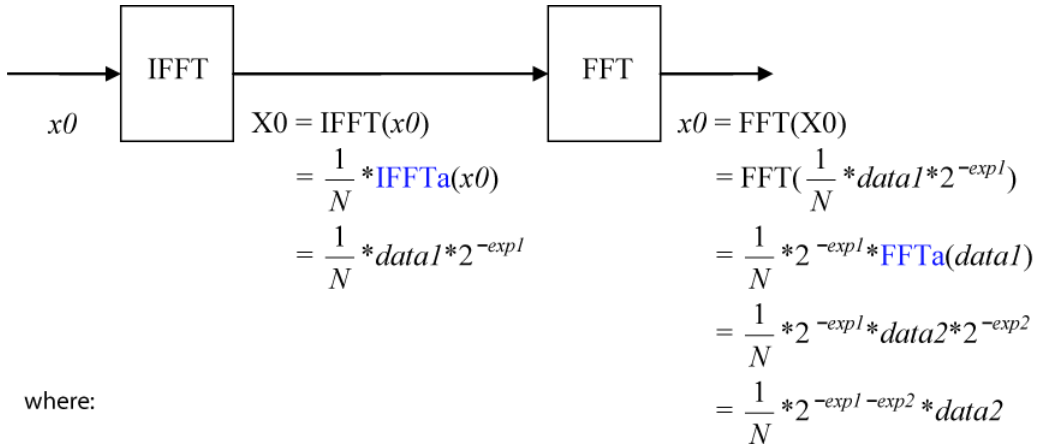 IFFT
FFT
x0
X0 = IFFT(x0)
= 1/N *IFFTa(x0)
= 1/N *data1*2^−exp1
x0 = FFT(X0)
= FFT(1/N *data1*2^−exp1)
= 1/N *2^−exp1*FFTa(data1)
= 1/N *2^−exp1*data2*2^−exp2
= 1/N *2^−exp1−exp2 *data2
where: